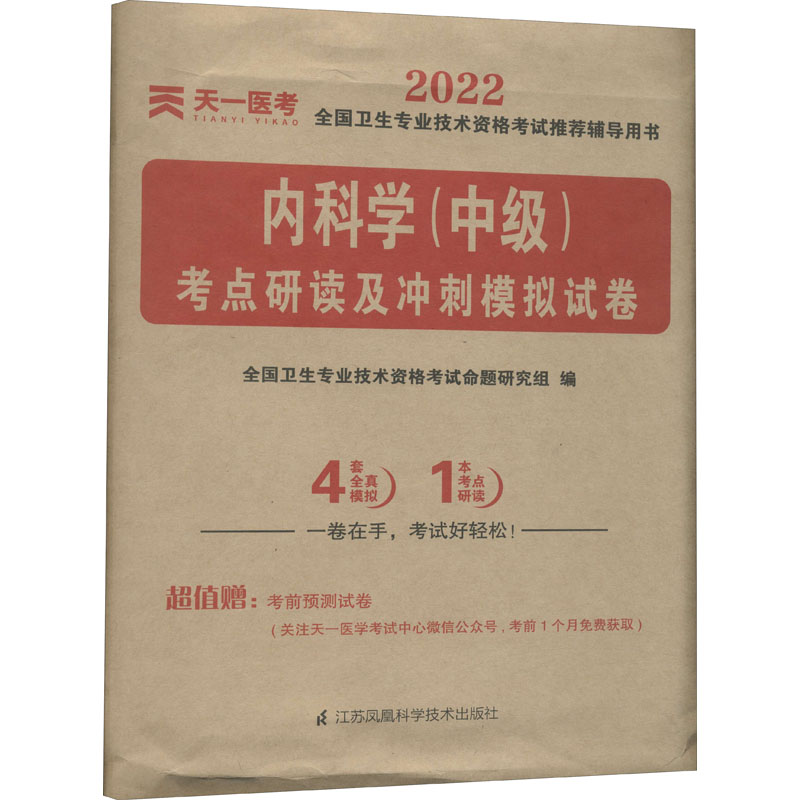 2022
天一医考
TIANYI YIKAO
全国卫生专业技术资格考试推荐辅导用书
内科学(中级)
考点研读及冲刺模拟试卷
全国卫生专业技术资格考试命题研究组 编
4套全真模拟
1本考点研读
一卷在手，考试好轻松！
超值赠：考前预测试卷
(关注天一医学考试中心微信公众号，考前1个月免费获取)
江苏凤凰科学技术出版社